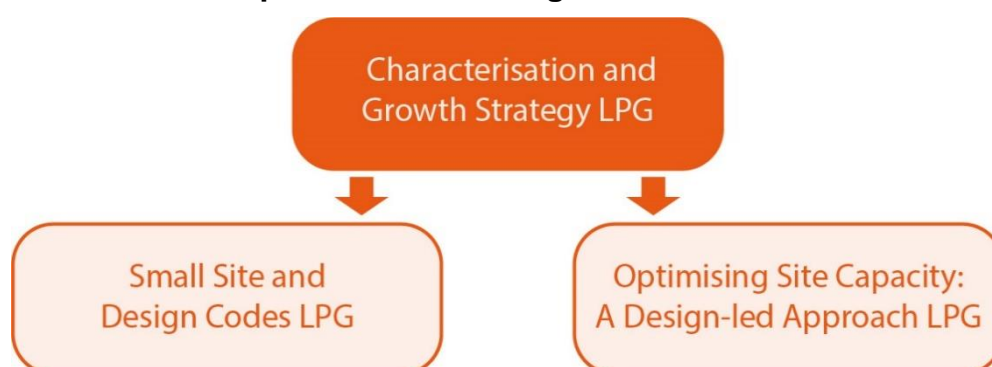 Characterisation and
Growth Strategy LPG
Small Site and
Design Codes LPG
Optimising Site Capacity:
A Design-led Approach LPG